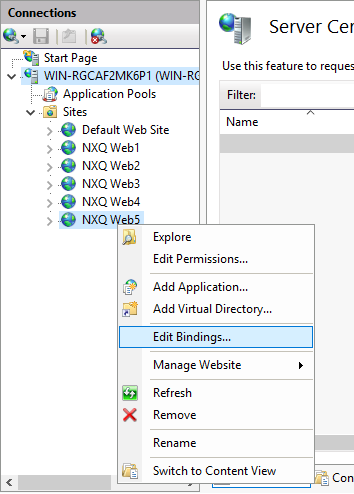 Connections
Start Page
WIN-RGCAF2MK6P1 (WIN-RG
Application Pools
Sites
Default Web Site
NXQ Web1
NXQ Web2
NXQ Web3
NXQ Web4
NXQ Web5
Explore
Edit Permissions...
Add Application...
Add Virtual Directory...
Edit Bindings...
Manage Website
Refresh
Remove
Rename
Switch to Content View
Server Cer
Use this feature to reques
Filter:
Name
Con